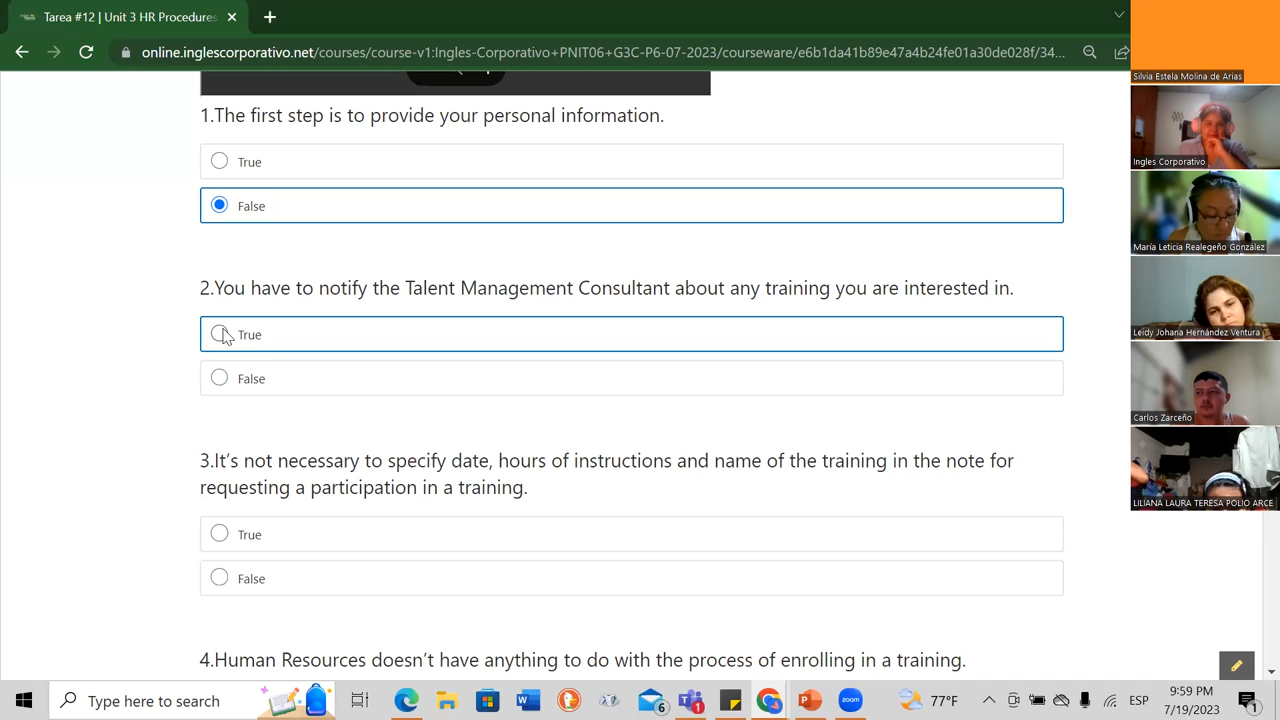 Tarea #12 | Unit 3 HR Procedures
online.inglescorporativo.net/courses/course-v1:Ingles-Corporativo+PNIT06+G3C-P6-07-2023/courseware/e6b1da41b89e47a4b24fe01a30de028f/34...
Silvia Estela Molina de Arias
1.The first step is to provide your personal information.
True
Ingles Corporativo
False
María Leticia Realegeño González
2.You have to notify the Talent Management Consultant about any training you are interested in.
True
Leidy Johana Hernández Ventura
False
Carlos Zarceño
3.It's not necessary to specify date, hours of instructions and name of the training in the note for
requesting a participation in a training.
LILIANA LAURA TERESA POLIO ARCE
True
False
4.Human Resources doesn't have anything to do with the process of enrolling in a training.
Type here to search
6
1
77°F
ESP
9:59 PM
7/19/2023
1
zoom